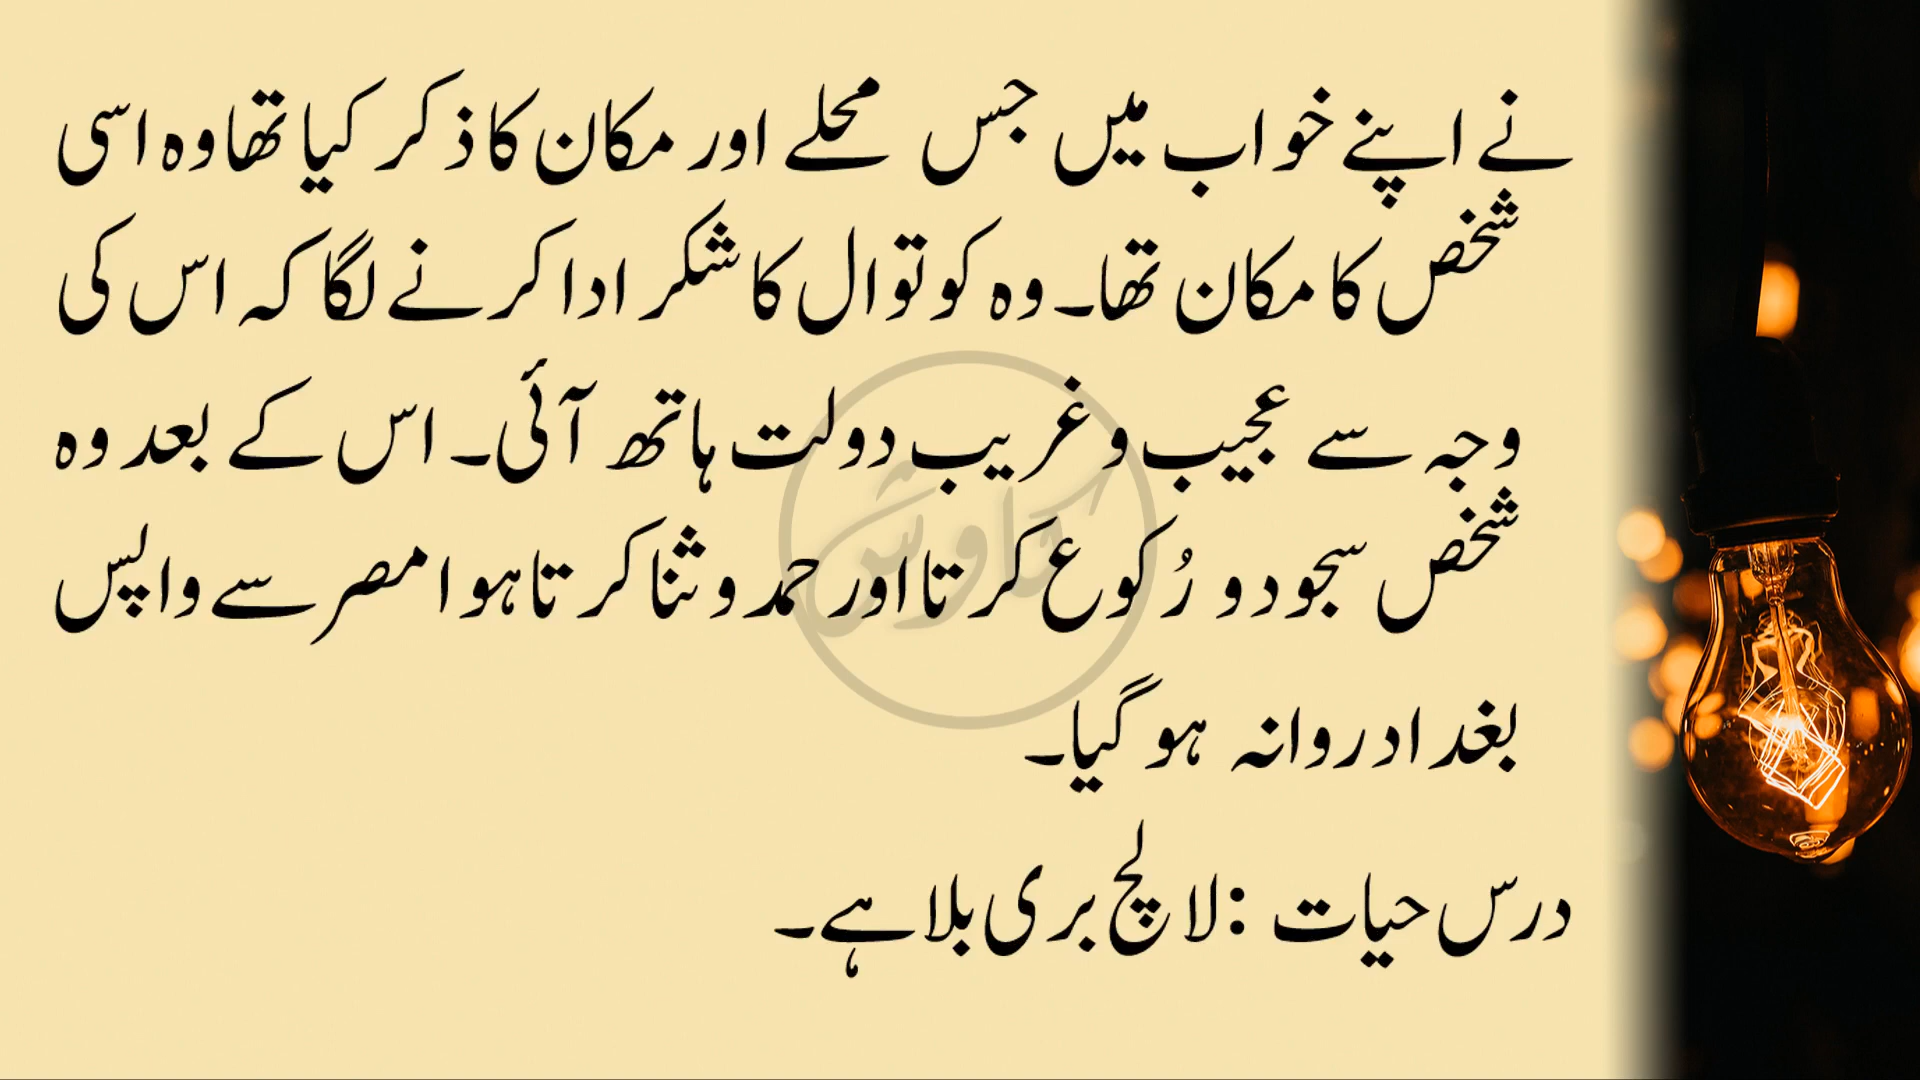 نے اپنے خواب میں جس محلے اور مکان کا ذکر کیا تھا وہ اسی
شخص کا مکان تھا۔ وہ کوتوال کا شکر ادا کرنے لگا کہ اس کی
وجہ سے عجیب و غریب دولت ہاتھ آئی۔ اس کے بعد وہ
شخص سجود و رُکوع کرتا اور حمد و ثنا کرتا ہوا مصر سے واپس
بغداد روانہ ہو گیا۔
درس حیات : لالچ بری بلا ہے۔
کاوش